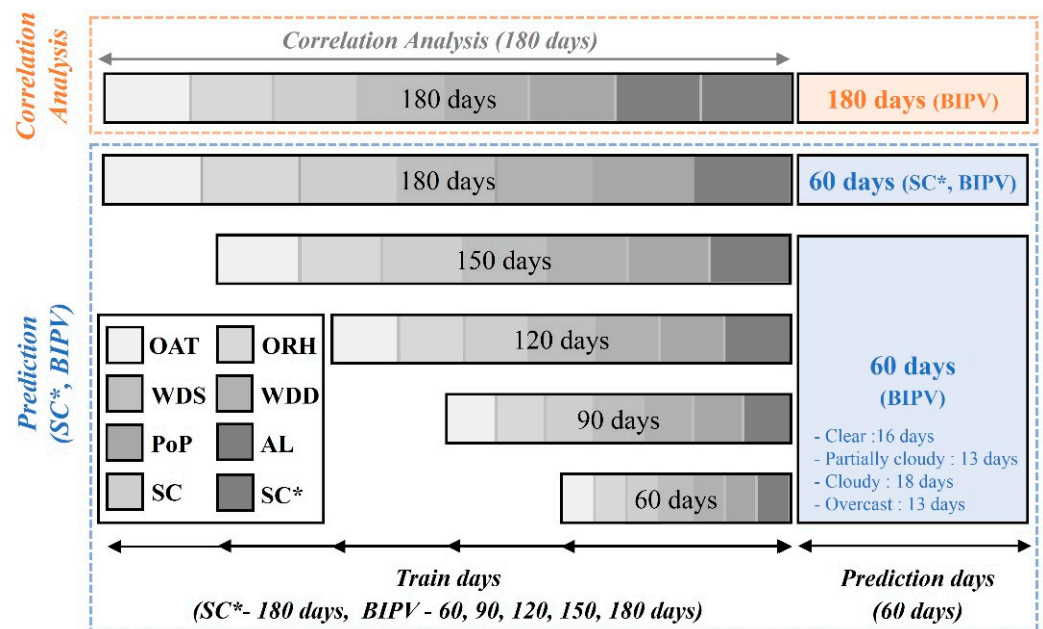 Correlation
Analysis
Correlation Analysis (180 days)
180 days
180 days (BIPV)
Prediction
(SC*, BIPV)
180 days
60 days (SC*, BIPV)
150 days
120 days
90 days
60 days
OAT
ORH
WDS
WDD
PoP
AL
SC
SC*
60 days
(BIPV)
- Clear :16 days
- Partially cloudy : 13 days
- Cloudy : 18 days
- Overcast : 13 days
Train days
(SC*- 180 days, BIPV - 60, 90, 120, 150, 180 days)
Prediction days
(60 days)